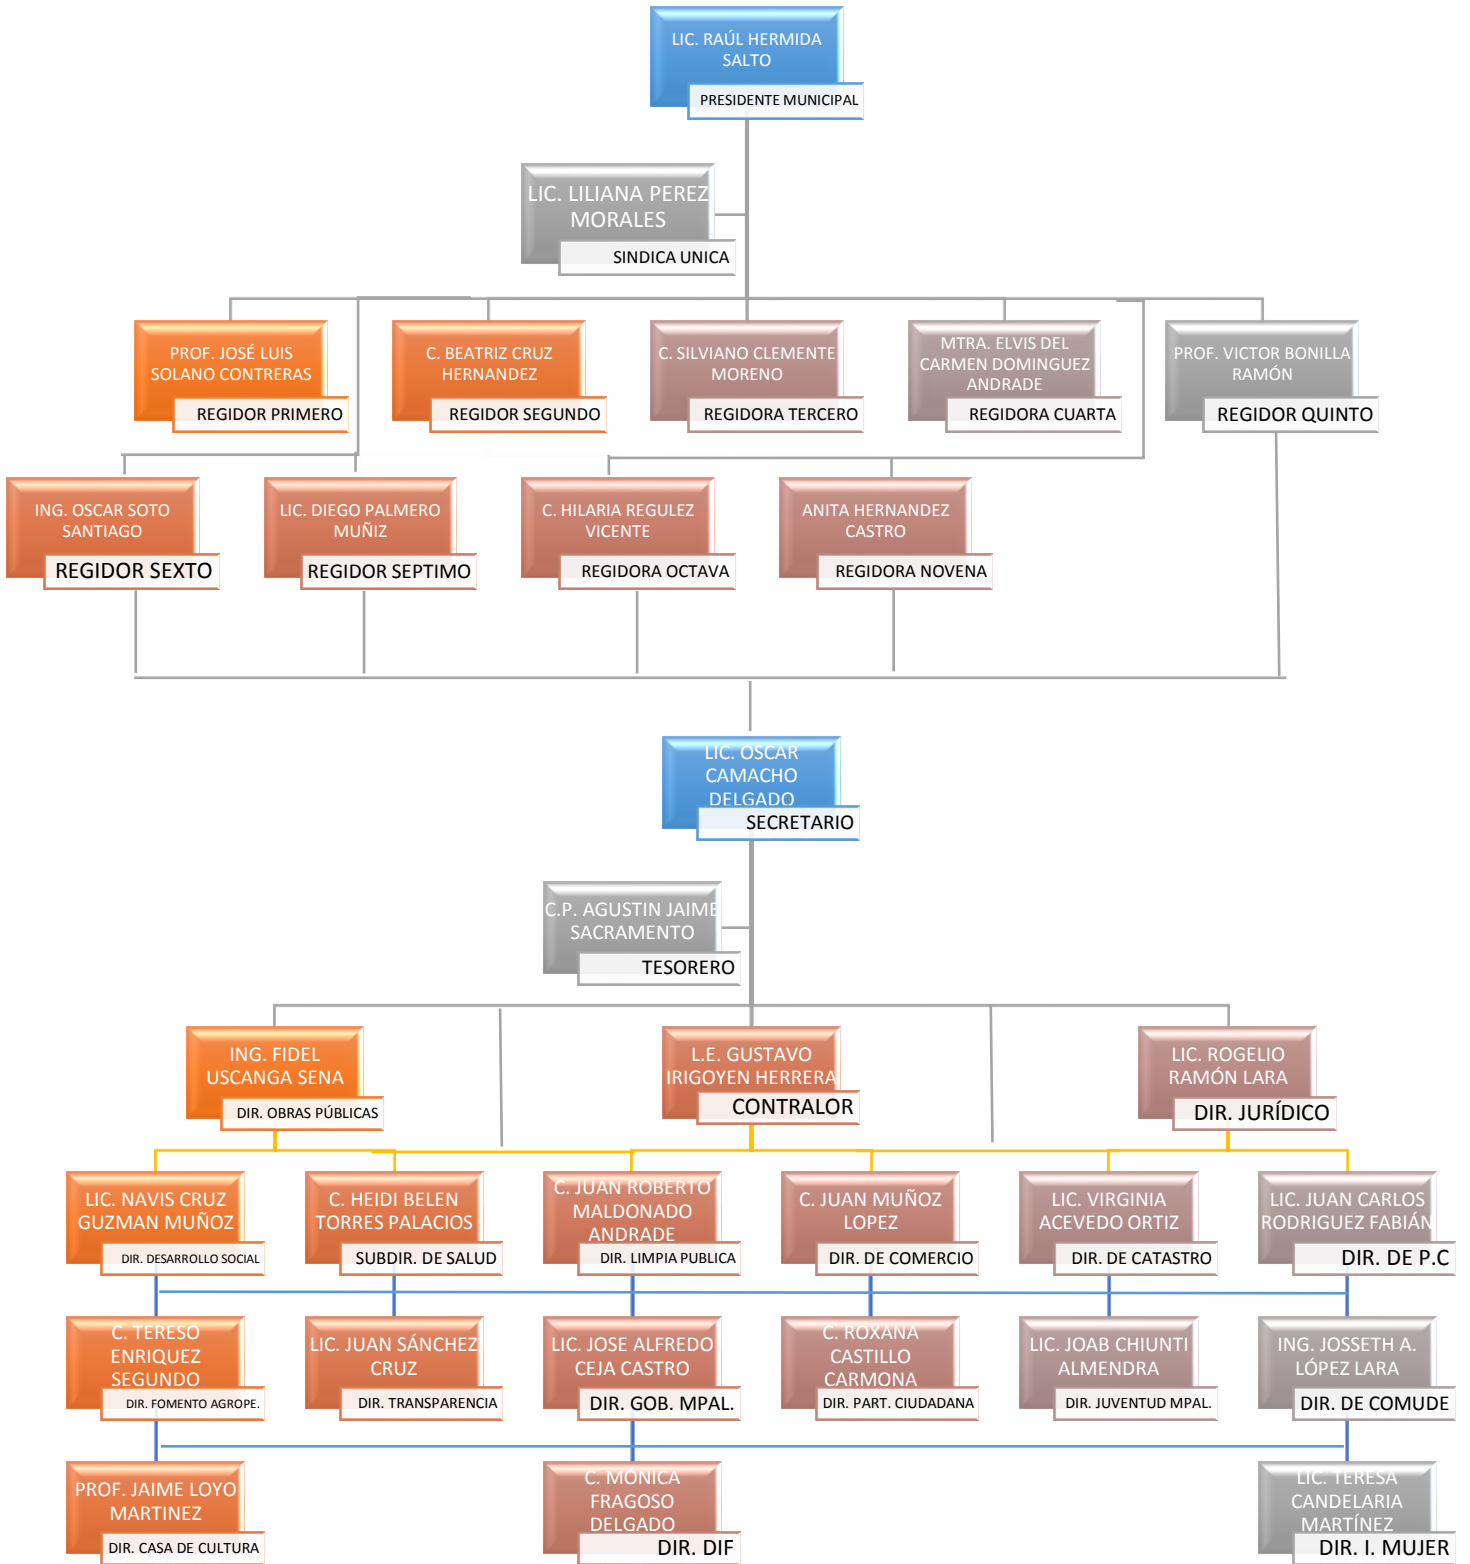 LIC. RAÚL HERMIDA
SALTO
PRESIDENTE MUNICIPAL
LIC. LILIANA PEREZ
MORALES
SINDICA UNICA
PROF. JOSÉ LUIS
SOLANO CONTRERAS
REGIDOR PRIMERO
C. BEATRIZ CRUZ
HERNANDEZ
REGIDOR SEGUNDO
C. SILVIANO CLEMENTE
MORENO
REGIDORA TERCERO
MTRA. ELVIS DEL
CARMEN DOMINGUEZ
ANDRADE
REGIDORA CUARTA
PROF. VICTOR BONILLA
RAMÓN
REGIDOR QUINTO
ING. OSCAR SOTO
SANTIAGO
REGIDOR SEXTO
LIC. DIEGO PALMERO
MUÑIZ
REGIDOR SEPTIMO
C. HILARIA REGULEZ
VICENTE
REGIDORA OCTAVA
ANITA HERNANDEZ
CASTRO
REGIDORA NOVENA
LIC. OSCAR
CAMACHO
DELGADO
SECRETARIO
C.P. AGUSTIN JAIME
SACRAMENTO
TESORERO
ING. FIDEL
USCANGA SENA
DIR. OBRAS PÚBLICAS
L.E. GUSTAVO
IRIGOYEN HERRERA
CONTRALOR
LIC. ROGELIO
RAMÓN LARA
DIR. JURÍDICO
LIC. NAVIS CRUZ
GUZMAN MUÑOZ
DIR. DESARROLLO SOCIAL
C. HEIDI BELEN
TORRES PALACIOS
SUBDIR. DE SALUD
C. JUAN ROBERTO
MALDONADO
ANDRADE
DIR. LIMPIA PUBLICA
C. JUAN MUÑOZ
LOPEZ
DIR. DE COMERCIO
LIC. VIRGINIA
ACEVEDO ORTIZ
DIR. DE CATASTRO
LIC. JUAN CARLOS
RODRIGUEZ FABIÁN
DIR. DE P.C
C. TERESO
ENRIQUEZ
SEGUNDO
DIR. FOMENTO AGROPE.
LIC. JUAN SÁNCHEZ
CRUZ
DIR. TRANSPARENCIA
LIC. JOSE ALFREDO
CEJA CASTRO
DIR. GOB. MPAL.
C. ROXANA
CASTILLO
CARMONA
DIR. PART. CIUDADANA
LIC. JOAB CHIUNTI
ALMENDRA
DIR. JUVENTUD MPAL.
ING. JOSSETH A.
LÓPEZ LARA
DIR. DE COMUDE
PROF. JAIME LOYO
MARTINEZ
DIR. CASA DE CULTURA
C. MONICA
FRAGOSO
DELGADO
DIR. DIF
LIC. TERESA
CANDELARIA
MARTÍNEZ
DIR. I. MUJER